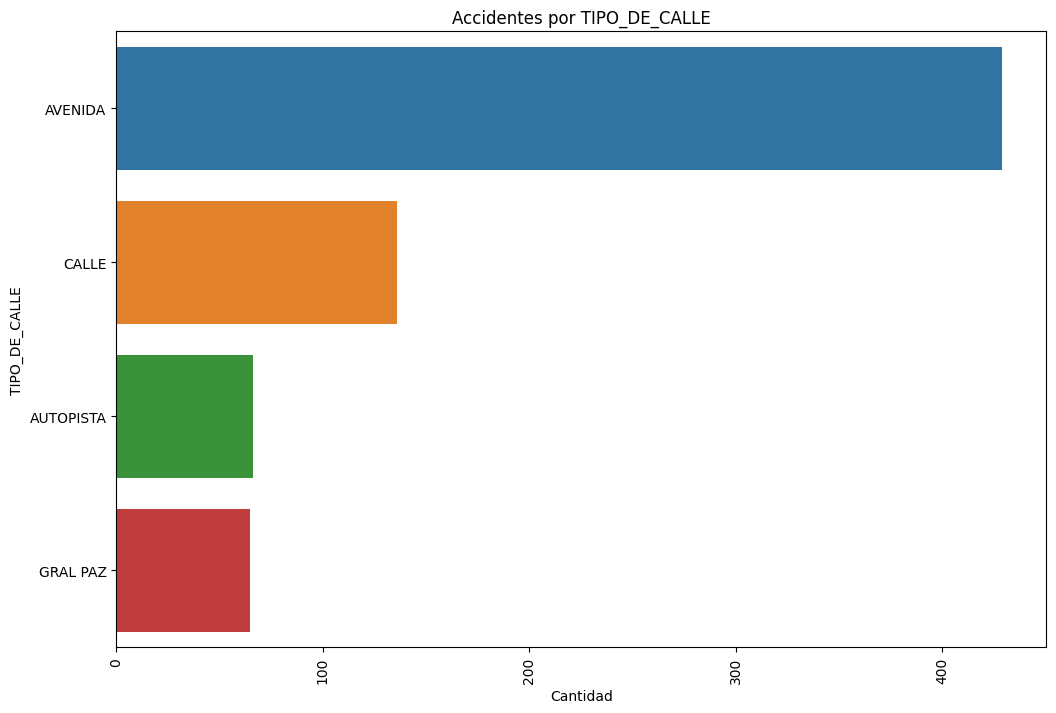 Accidentes por TIPO_DE_CALLE
TIPO_DE_CALLE
AVENIDA
CALLE
AUTOPISTA
GRAL PAZ
0
100
200
300
400
Cantidad